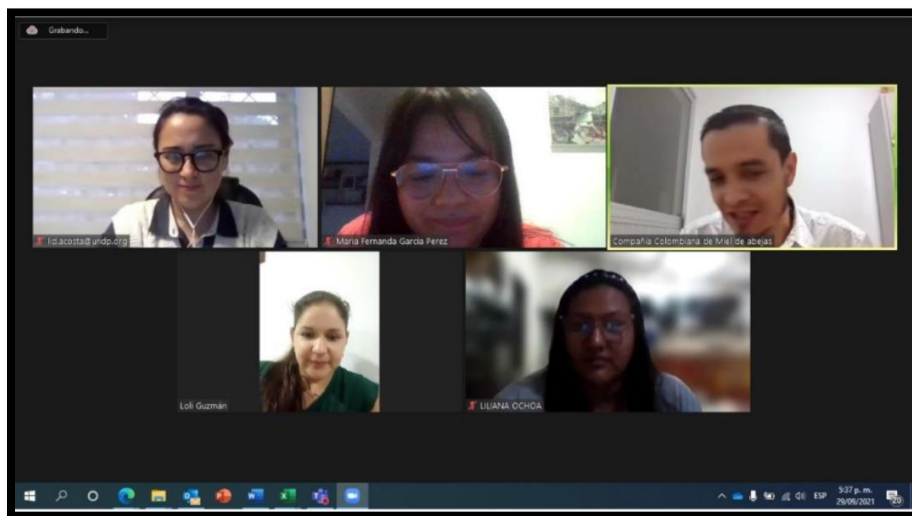 Grabando...
lid.acosta@undp.org
Maria Fernanda García Perez
Compañía Colombiana de Miel de abejas
Loli Guzmán
LILIANA OCHOA
ESP
5:37 p. m.
29/09/2021
20